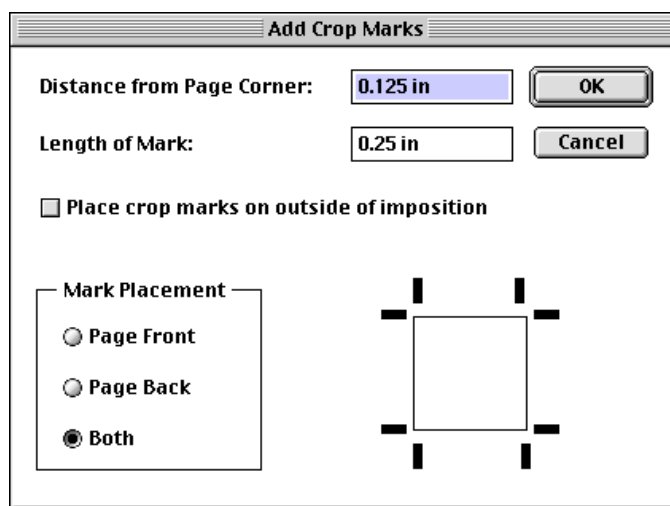 Add Crop Marks
Distance from Page Corner: 0.125 in OK
Length of Mark: 0.25 in Cancel
Place crop marks on outside of imposition
Mark Placement
Page Front
Page Back
Both